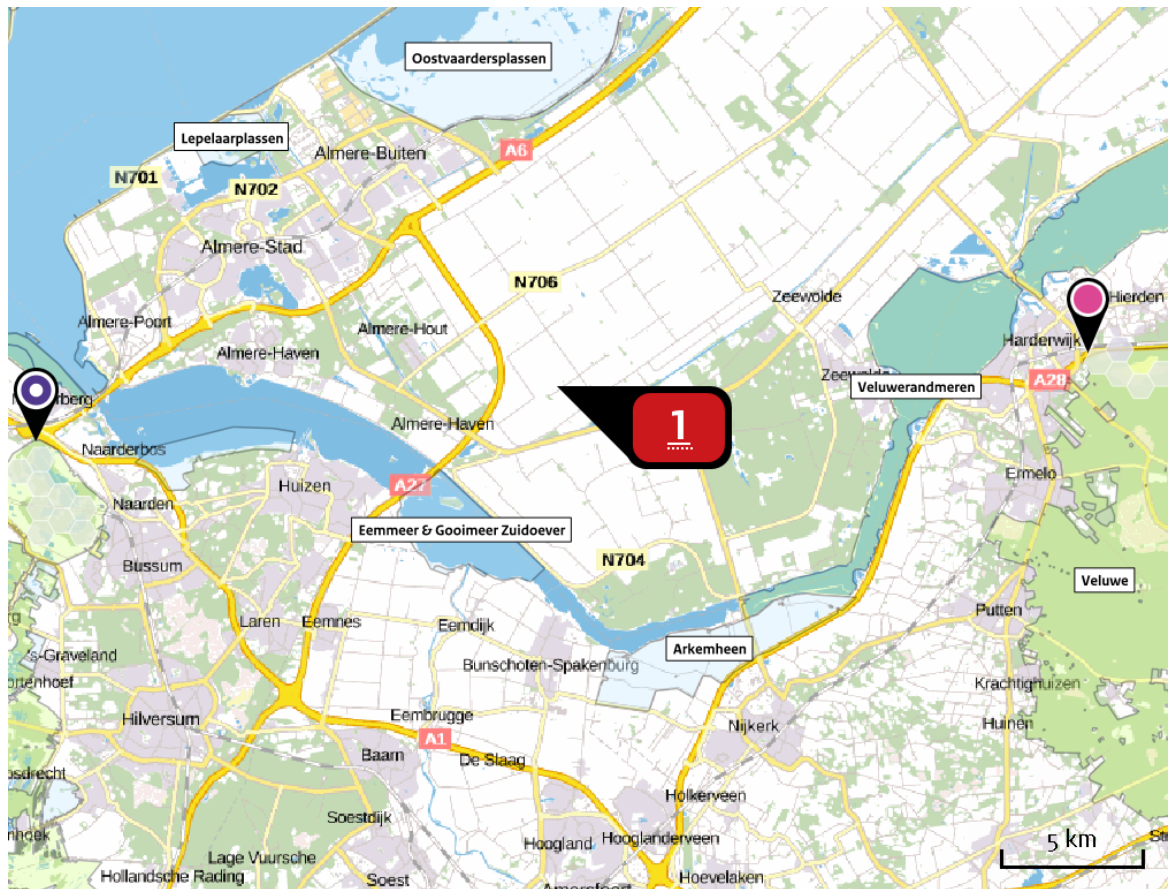 Oostvaardersplassen
Lepelaarplassen
Almere-Buiten
A6
N701
N702
Almere-Stad
N706
Zeewolde
Hierden
Almere-Poort
Almere-Hout
Harderwijk
Almere-Haven
A28
Veluwerandmeren
1
Almere-Haven
Naarderbos
Ermelo
Huizen
A27
Naarden
Eemmeer & Gooimeer Zuidoever
N704
Bussum
Veluwe
Putten
Laren
Eemnes
Eemdijk
Arkemheen
's-Graveland
Bunschoten-Spakenburg
Krachtighuizen
Hilversum
Eembrugge
Nijkerk
Huinen
A1
Baarn
De Slaag
Holkerveen
Soestdijk
Hooglanderveen
5 km
Hoogland
Lage Vuursche
Hollandsche Rading
Soest
Hoevelaken